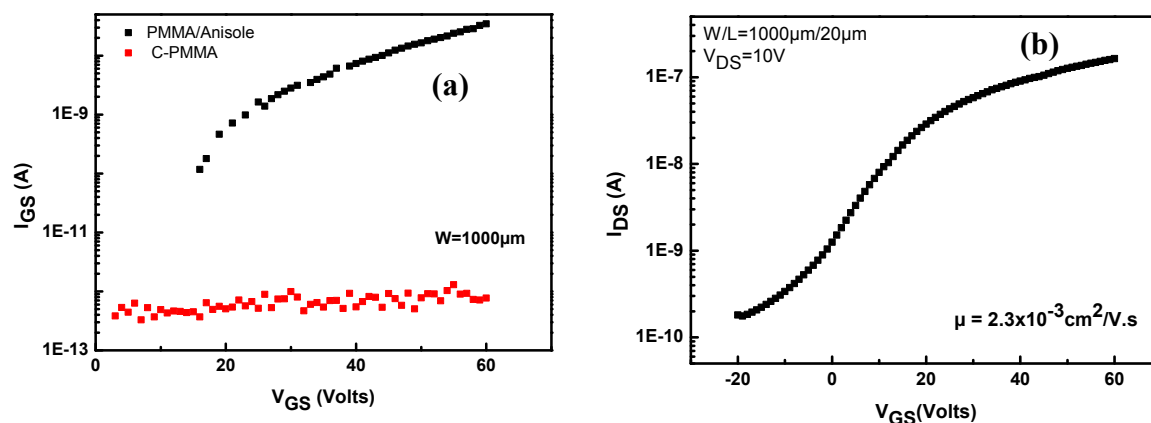 PMMA/Anisole
C-PMMA
(a)
1E-9
1E-11
1E-13
I_GS (A)
W=1000µm
0
20
40
60
V_GS (Volts)
W/L=1000µm/20µm
V_DS=10V
(b)
1E-7
1E-8
1E-9
1E-10
I_DS (A)
µ = 2.3x10^-3cm^2/V.s
-20
0
20
40
60
V_GS(Volts)